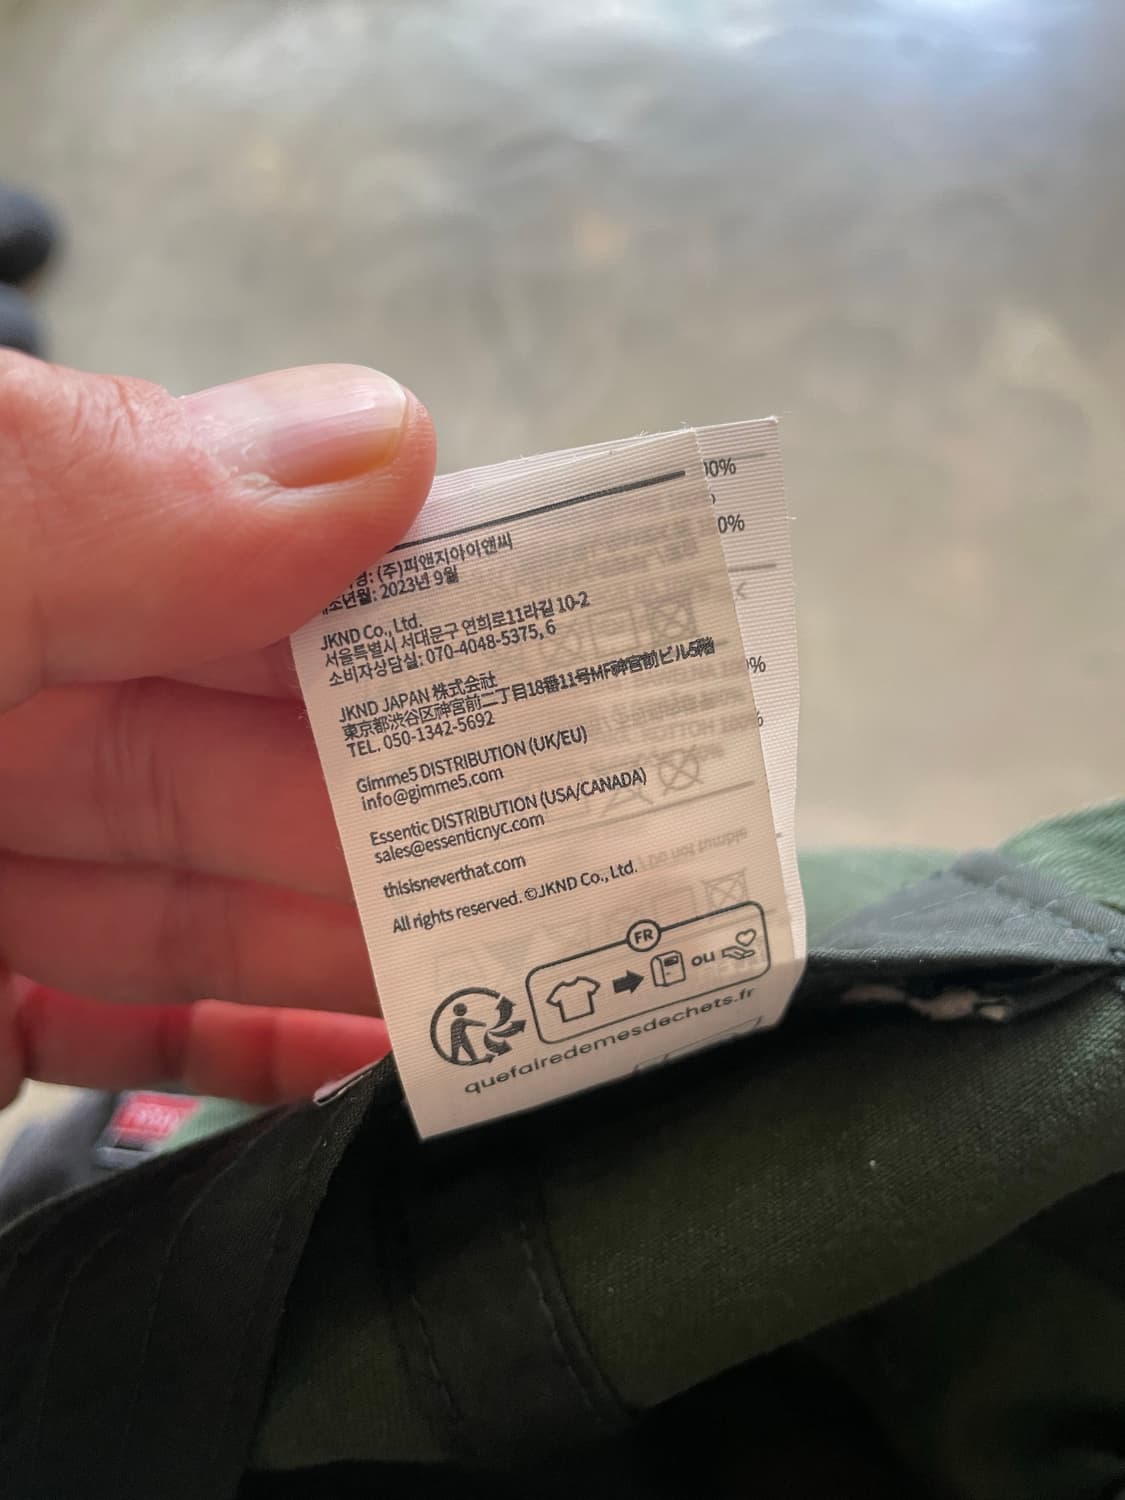 (주)피앤지아이앤씨
2023년 9월
JKND Co., Ltd.
서울특별시 서대문구 연희로11라길 10-2
소비자상담실: 070-4048-5375, 6
JKND JAPAN 株式会社
東京都渋谷区神宮前二丁目18番11号MF神宮前ビル5階
TEL. 050-1342-5692
Gimme5 DISTRIBUTION (UK/EU)
info@gimme5.com
Essentic DISTRIBUTION (USA/CANADA)
sales@essenticnyc.com
thisisneverthat.com
All rights reserved. ©JKND Co., Ltd.
FR
ou
quefairedemesdechets.fr
0%